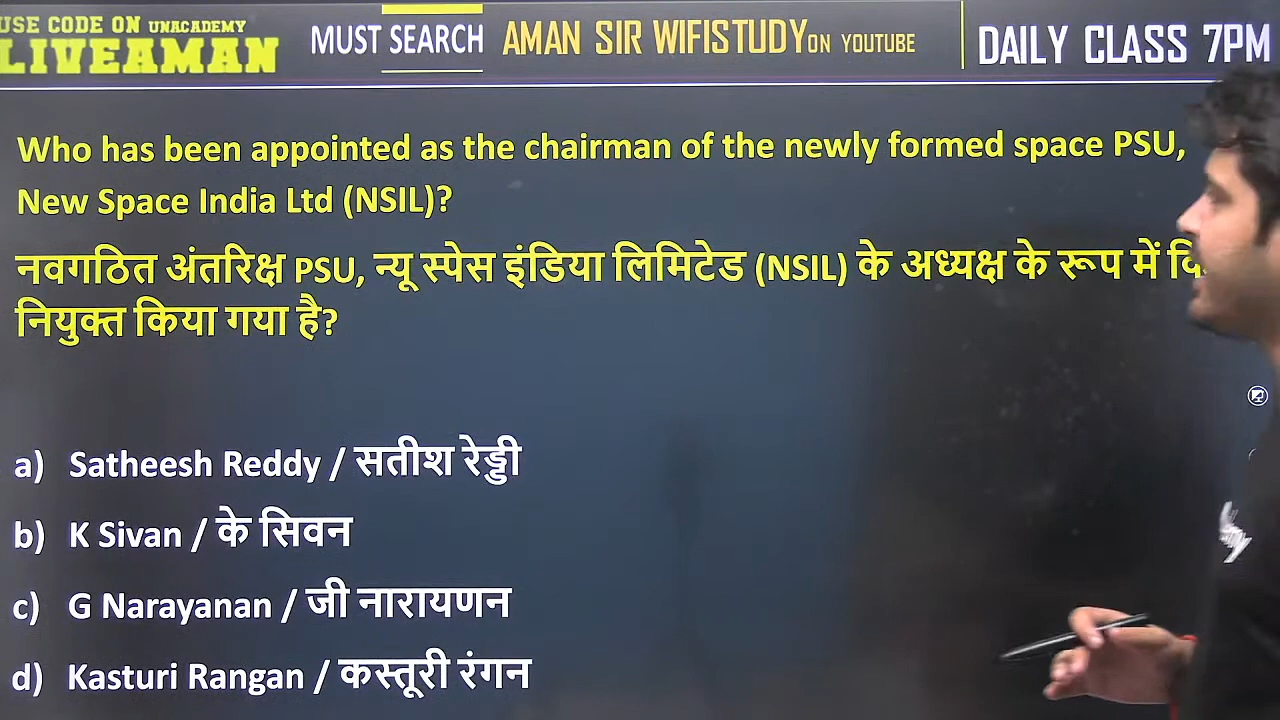 USE CODE ON UNACADEMY
LIVEAMAN
MUST SEARCH AMAN SIR WIFISTUDY ON YOUTUBE
DAILY CLASS 7PM
Who has been appointed as the chairman of the newly formed space PSU,
New Space India Ltd (NSIL)?
नवगठित अंतरिक्ष PSU, न्यू स्पेस इंडिया लिमिटेड (NSIL) के अध्यक्ष के रूप में
नियुक्त किया गया है?
a) Satheesh Reddy / सतीश रेड्डी
b) K Sivan / के सिवन
c) G Narayanan / जी नारायणन
d) Kasturi Rangan / कस्तूरी रंगन